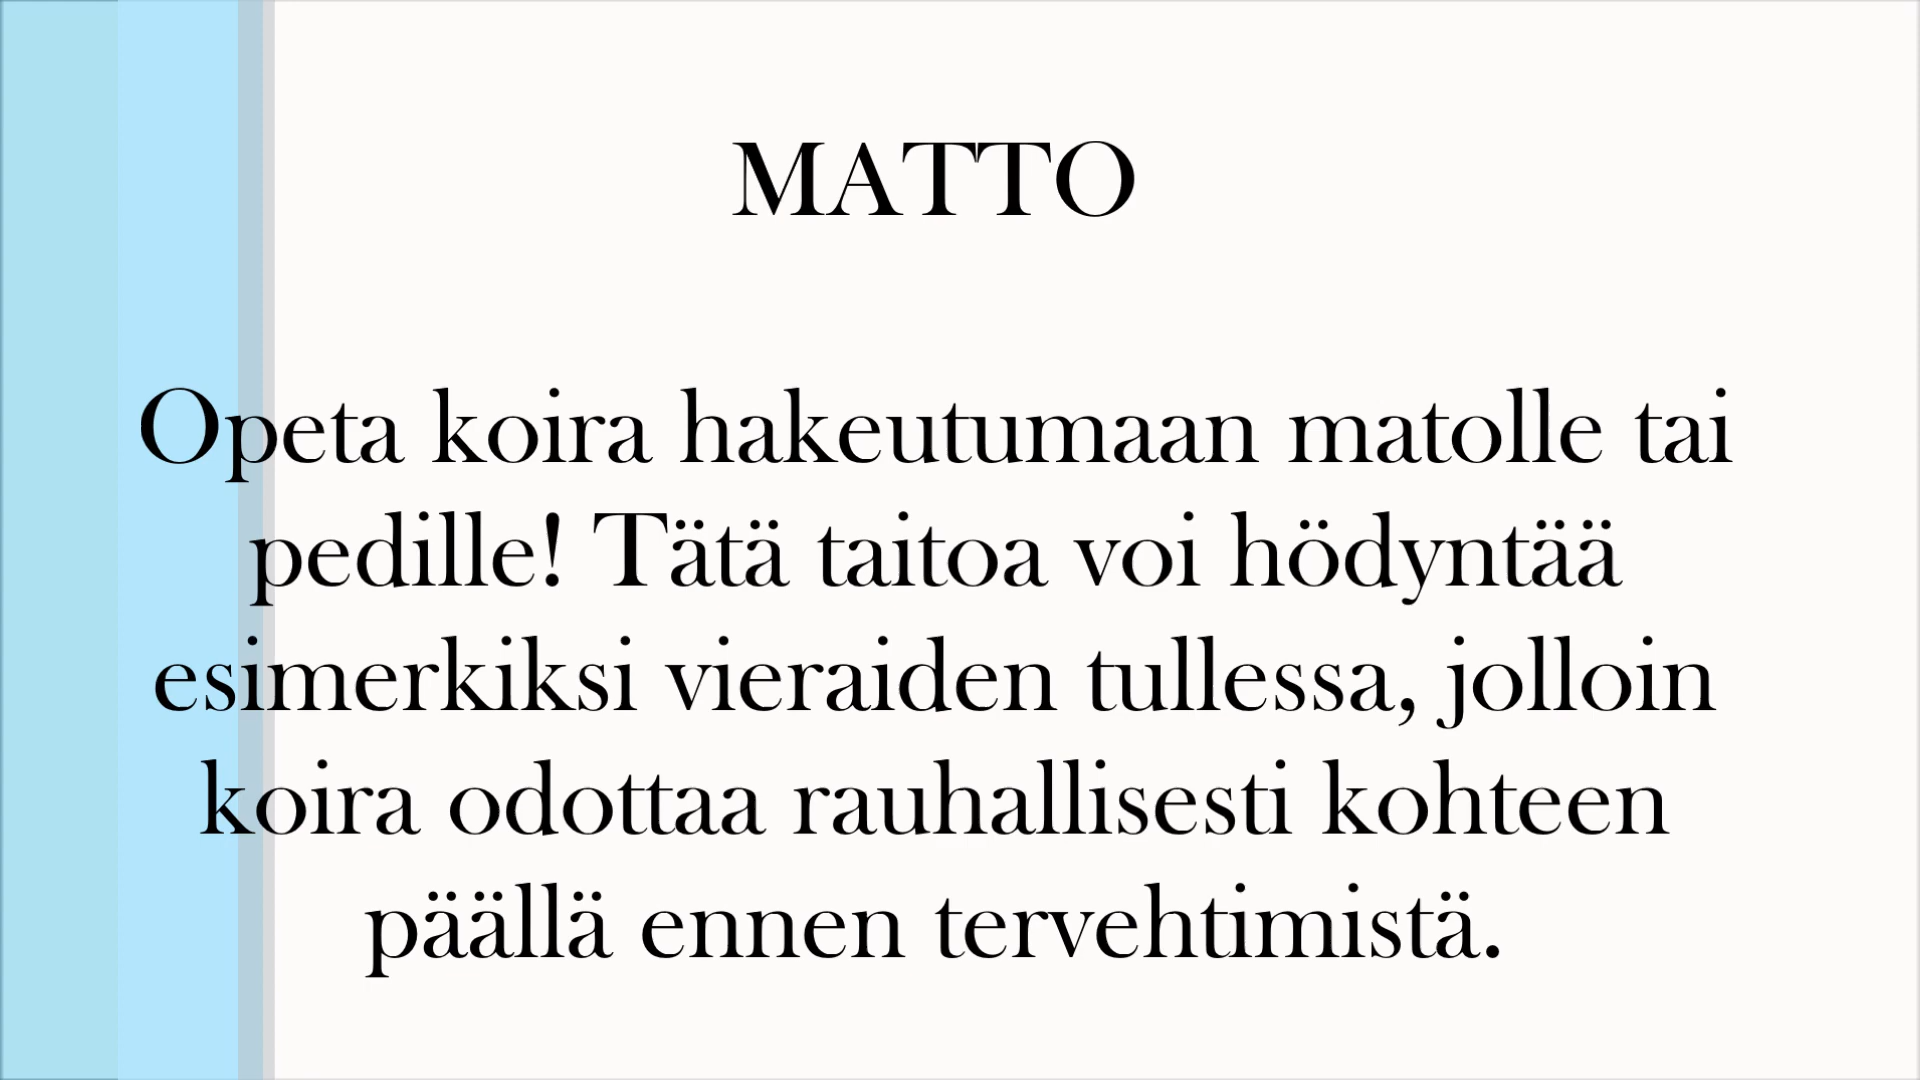 MATTO
Opeta koira hakeutumaan matolle tai
pedille! Tätä taitoa voi hödyntää
esimerkiksi vieraiden tullessa, jolloin
koira odottaa rauhallisesti kohteen
päällä ennen tervehtimistä.